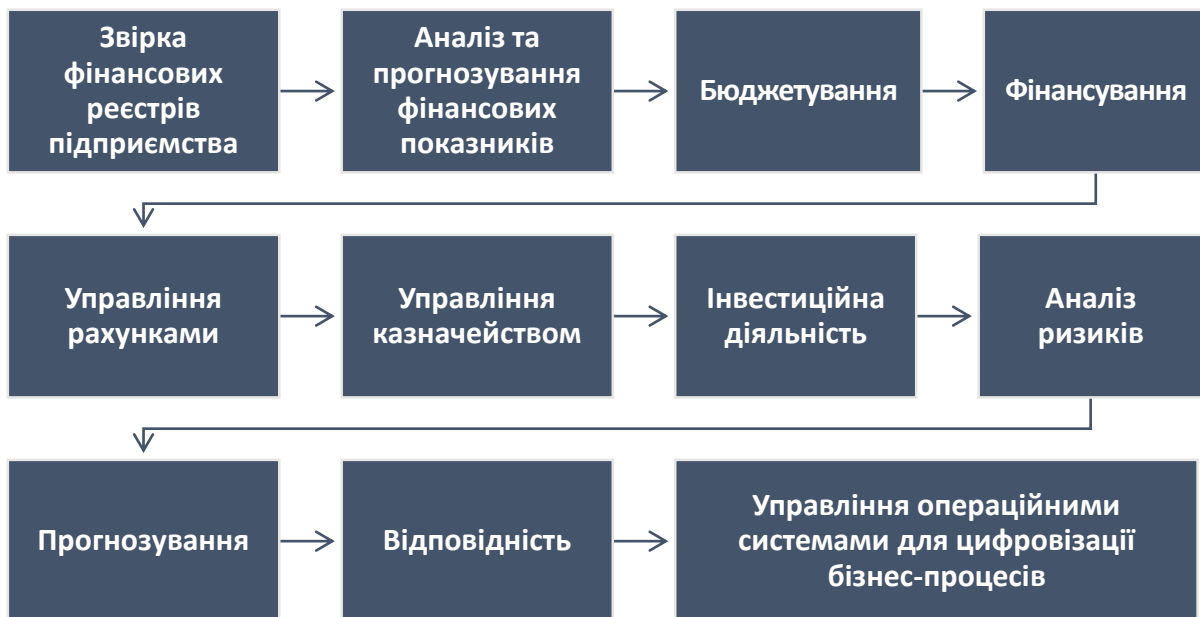 Звірка
фінансових
реєстрів
підприємства
Аналіз та
прогнозування
фінансових
показників
Бюджетування
Фінансування
Управління
рахунками
Управління
казначейством
Інвестиційна
діяльність
Аналіз
ризиків
Прогнозування
Відповідність
Управління операційними
системами для цифровізації
бізнес-процесів